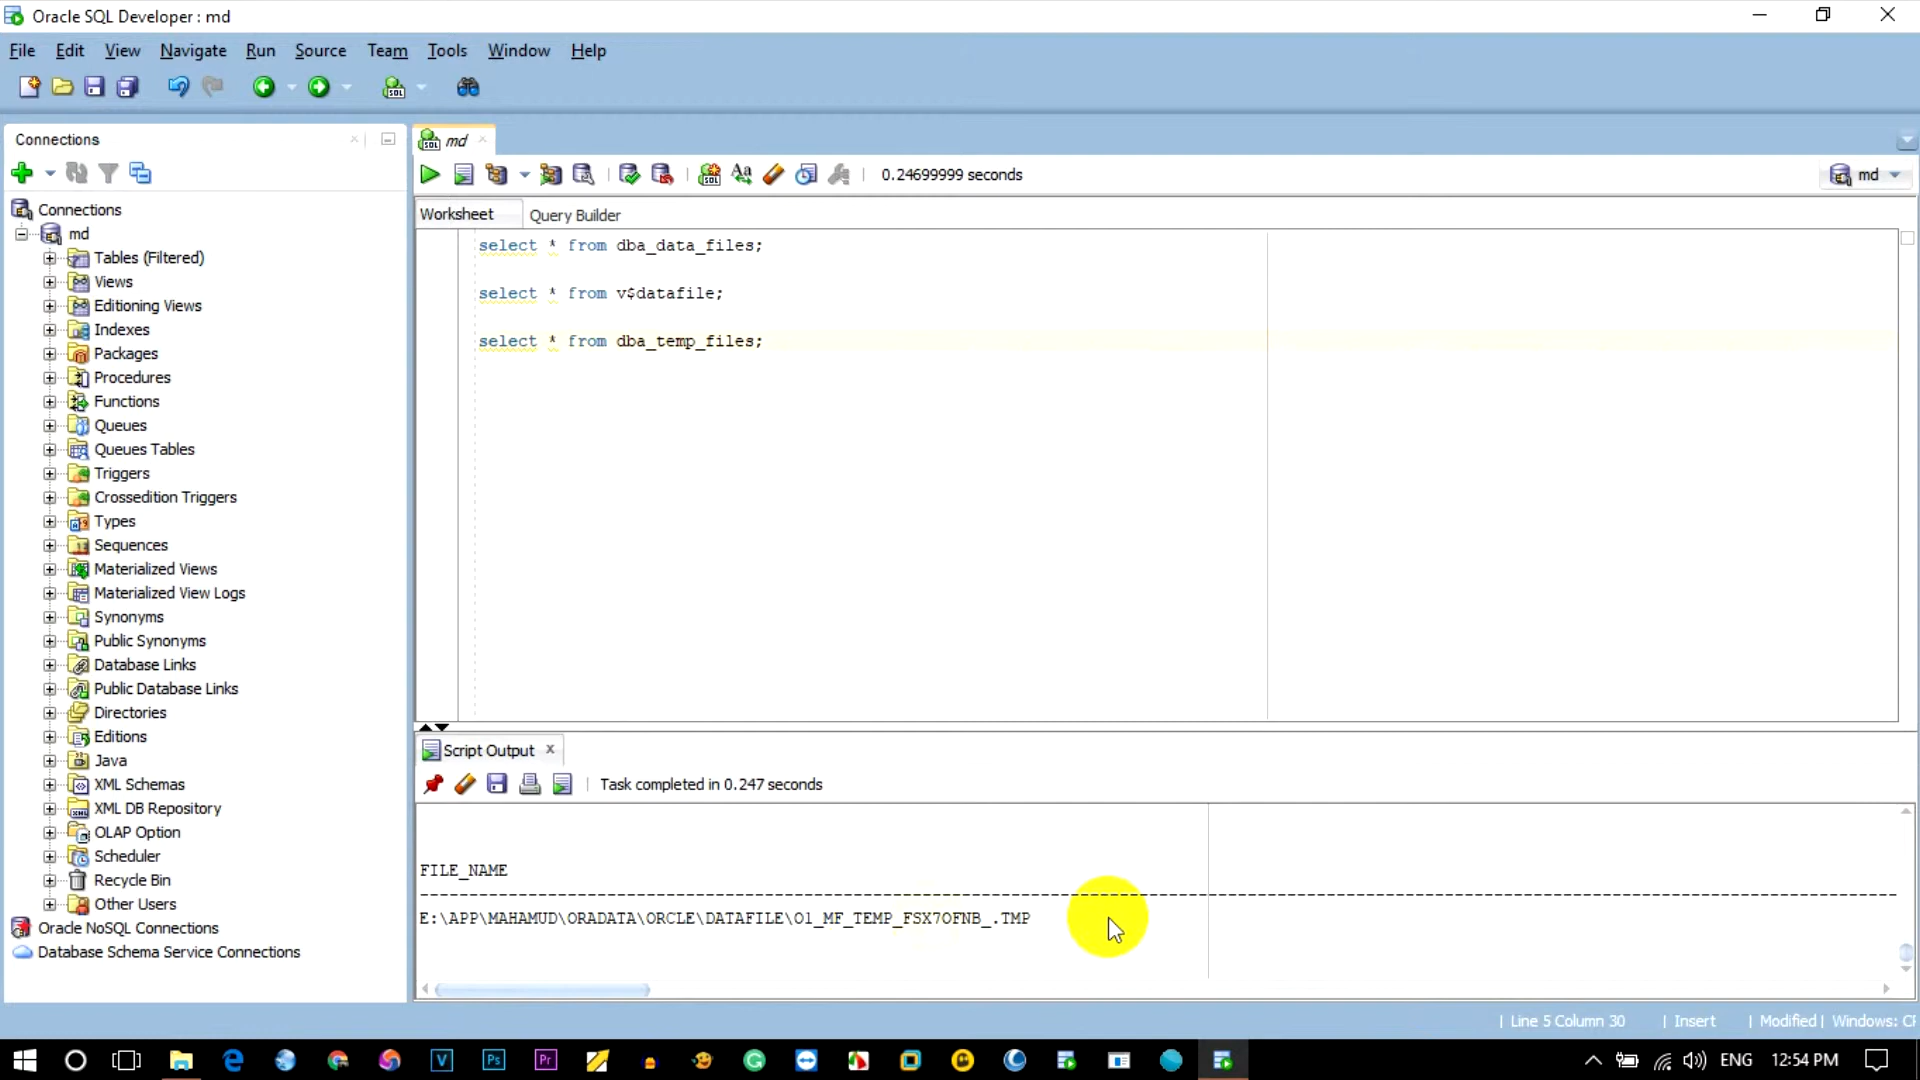 Oracle SQL Developer : md
File Edit View Navigate Run Source Team Tools Window Help
Connections
md
0.24699999 seconds
md
Worksheet
Query Builder
Connections
md
Tables (Filtered)
Views
Editioning Views
Indexes
Packages
Procedures
Functions
Queues
Queues Tables
Triggers
Crossedition Triggers
Types
Sequences
Materialized Views
Materialized View Logs
Synonyms
Public Synonyms
Database Links
Public Database Links
Directories
Editions
Java
XML Schemas
XML DB Repository
OLAP Option
Scheduler
Recycle Bin
Other Users
Oracle NoSQL Connections
Database Schema Service Connections
select * from dba_data_files;
select * from v$datafile;
select * from dba_temp_files;
Script Output
Task completed in 0.247 seconds
FILE_NAME
--------------------------------------------------------------------------------
E:\APP\MAHAMUD\ORADATA\ORCLE\DATAFILE\O1_MF_TEMP_FSX7OFNB_.TMP
| Line 5 Column 30 | Insert | Modified | Windows: CF
ENG 12:54 PM